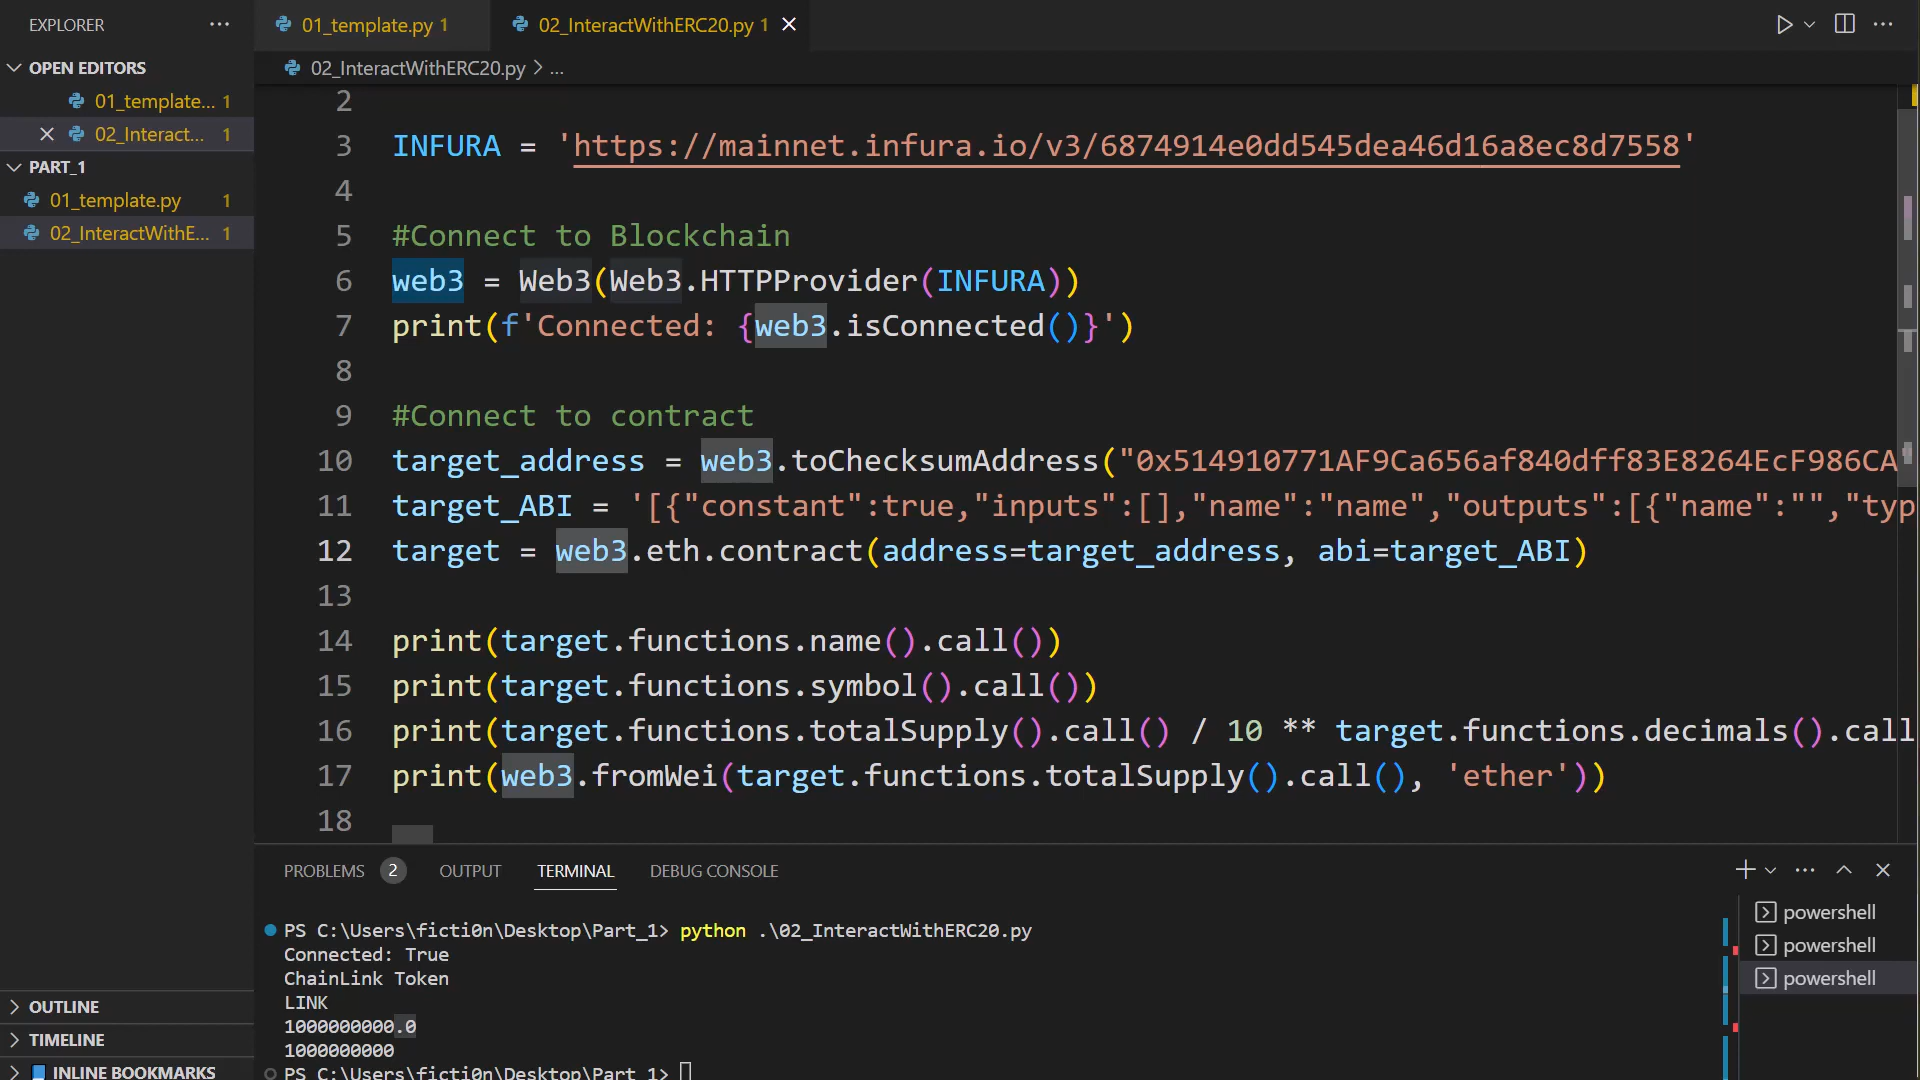 EXPLORER
OPEN EDITORS
01_template... 1
02_Interact... 1
PART_1
01_template.py 1
02_InteractWithE... 1
OUTLINE
TIMELINE
INLINE BOOKMARKS
01_template.py 1
02_InteractWithERC20.py 1
02_InteractWithERC20.py > ...
2
3 INFURA = 'https://mainnet.infura.io/v3/6874914e0dd545dea46d16a8ec8d7558'
4
5 #Connect to Blockchain
6 web3 = Web3(Web3.HTTPProvider(INFURA))
7 print(f'Connected: {web3.isConnected()}')
8
9 #Connect to contract
10 target_address = web3.toChecksumAddress("0x514910771AF9Ca656af840dff83E8264EcF986CA
11 target_ABI = '[{"constant":true,"inputs":[],"name":"name","outputs":[{"name":"","typ
12 target = web3.eth.contract(address=target_address, abi=target_ABI)
13
14 print(target.functions.name().call())
15 print(target.functions.symbol().call())
16 print(target.functions.totalSupply().call() / 10 ** target.functions.decimals().call
17 print(web3.fromWei(target.functions.totalSupply().call(), 'ether'))
18
PROBLEMS 2 OUTPUT TERMINAL DEBUG CONSOLE
PS C:\Users\ficti0n\Desktop\Part_1> python .\02_InteractWithERC20.py
Connected: True
ChainLink Token
LINK
1000000000.0
1000000000
PS C:\Users\ficti0n\Desktop\Part_1>
powershell
powershell
powershell